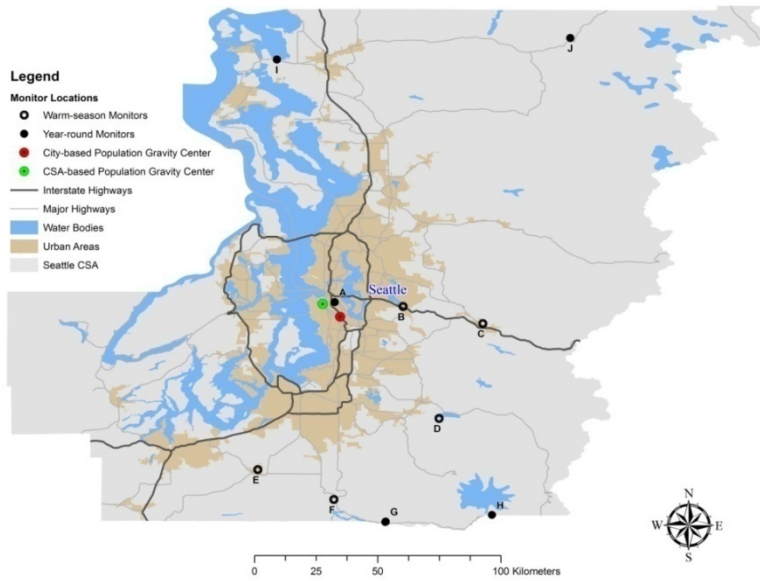 I
J
Legend
Monitor Locations
Warm-season Monitors
Year-round Monitors
City-based Population Gravity Center
CSA-based Population Gravity Center
Interstate Highways
Major Highways
Water Bodies
Urban Areas
Seattle CSA
A
Seattle
B
C
D
E
F
G
H
N
W E
S
0 25 50 100 Kilometers